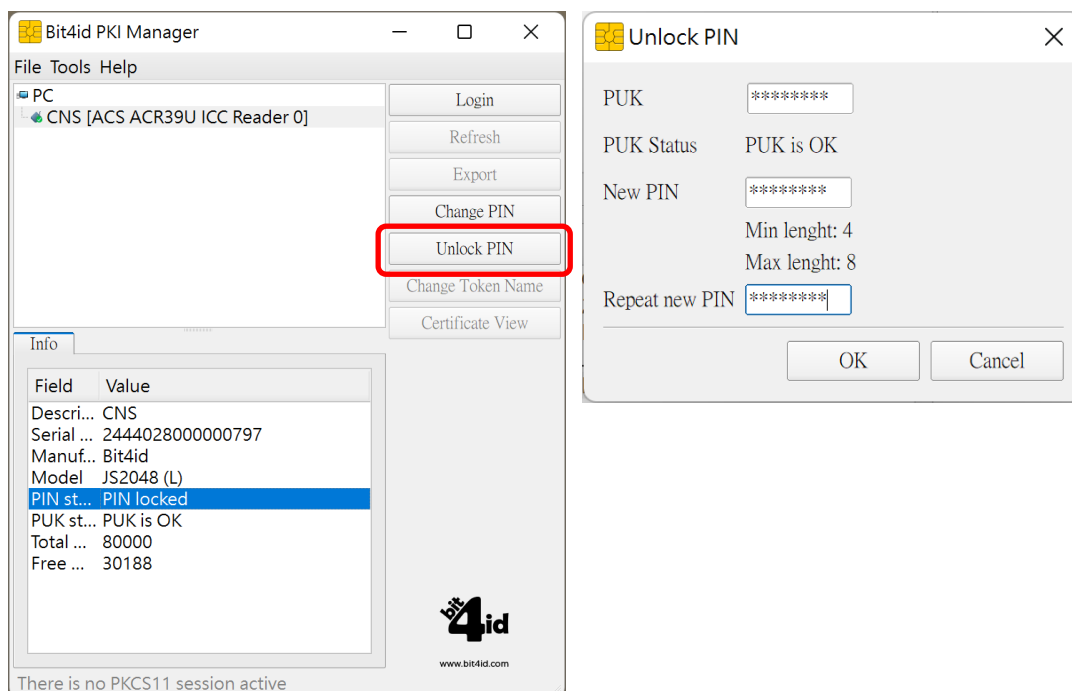 Bit4id PKI Manager
File Tools Help
PC
CNS [ACS ACR39U ICC Reader 0]
Login
Refresh
Export
Change PIN
Unlock PIN
Change Token Name
Certificate View
Info
Field Value
Descri... CNS
Serial ... 2444028000000797
Manuf... Bit4id
Model JS2048 (L)
PIN st... PIN locked
PUK st... PUK is OK
Total ... 80000
Free ... 30188
bit4id
www.bit4id.com
There is no PKCS11 session active
Unlock PIN
PUK ********
PUK Status PUK is OK
New PIN ********
Min lenght: 4
Max lenght: 8
Repeat new PIN ********
OK Cancel